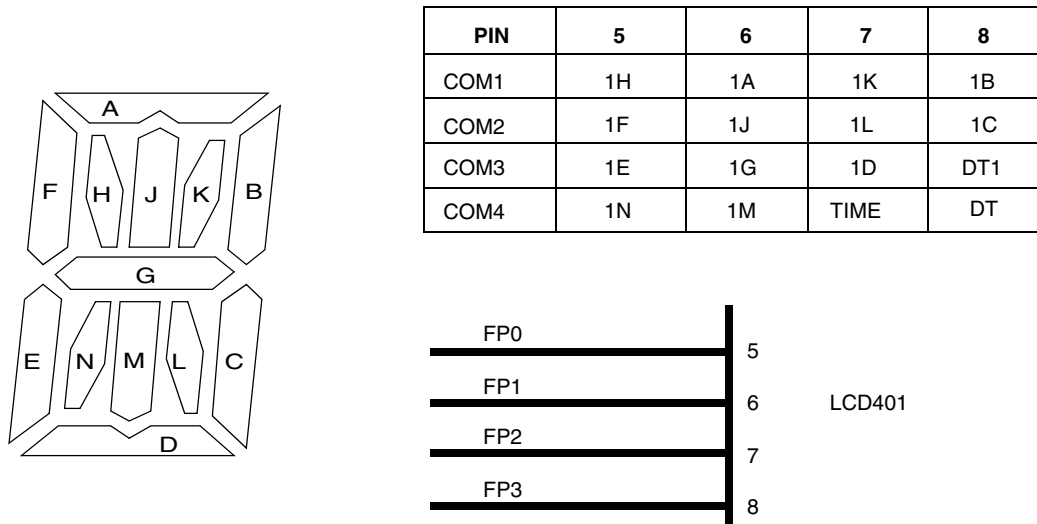 PIN 5 6 7 8
COM1 1H 1A 1K 1B
COM2 1F 1J 1L 1C
COM3 1E 1G 1D DT1
COM4 1N 1M TIME DT
A
F H J K B
G
E N M L C
D
FP0 5
FP1 6 LCD401
FP2 7
FP3 8